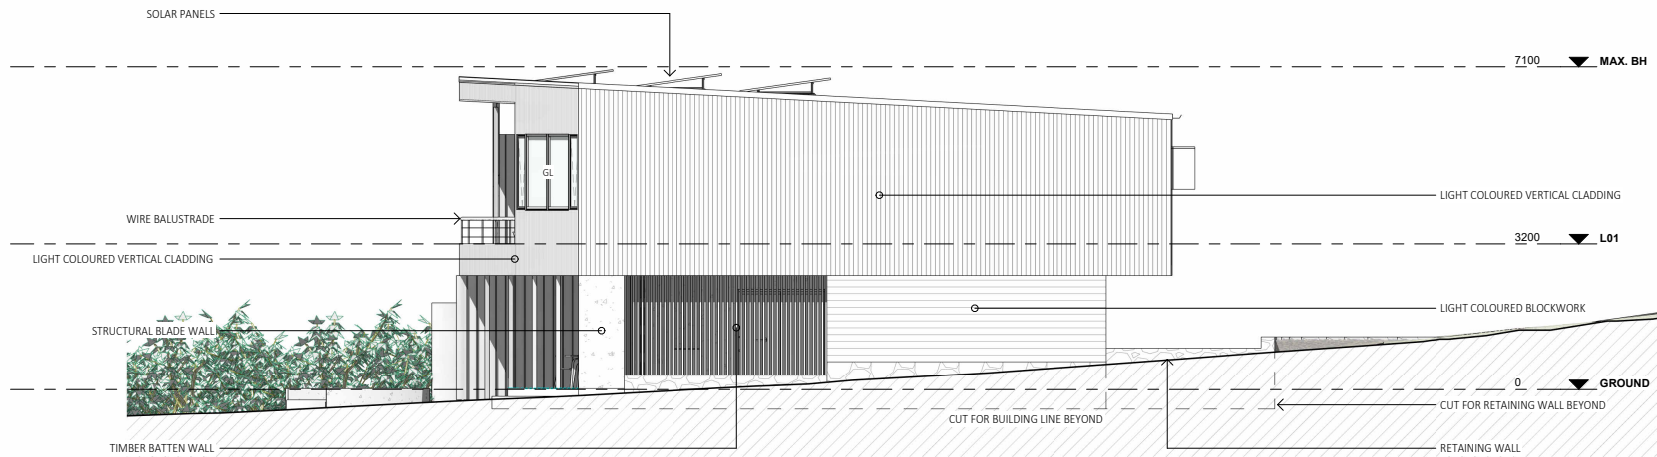 SOLAR PANELS
7100 MAX. BH
GL
LIGHT COLOURED VERTICAL CLADDING
WIRE BALUSTRADE
3200 L01
LIGHT COLOURED VERTICAL CLADDING
LIGHT COLOURED BLOCKWORK
STRUCTURAL BLADE WALL
0 GROUND
CUT FOR RETAINING WALL BEYOND
CUT FOR BUILDING LINE BEYOND
TIMBER BATTEN WALL
RETAINING WALL